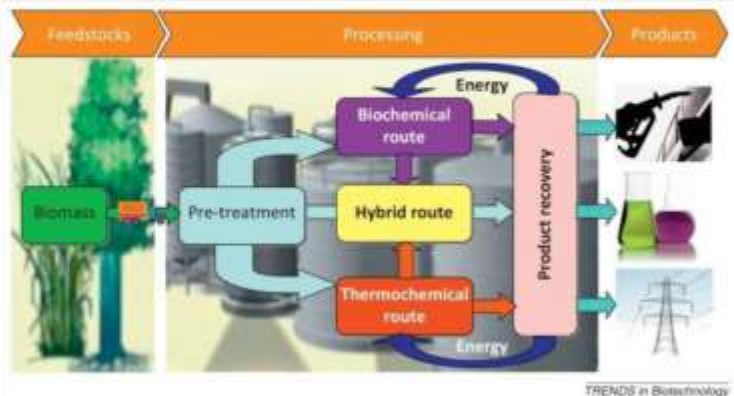 Feedstocks
Processing
Products
Energy
Biochemical
route
Biomass
Pre-treatment
Hybrid route
Product recovery
Thermochemical
route
Energy
TRENDS in Biotechnology